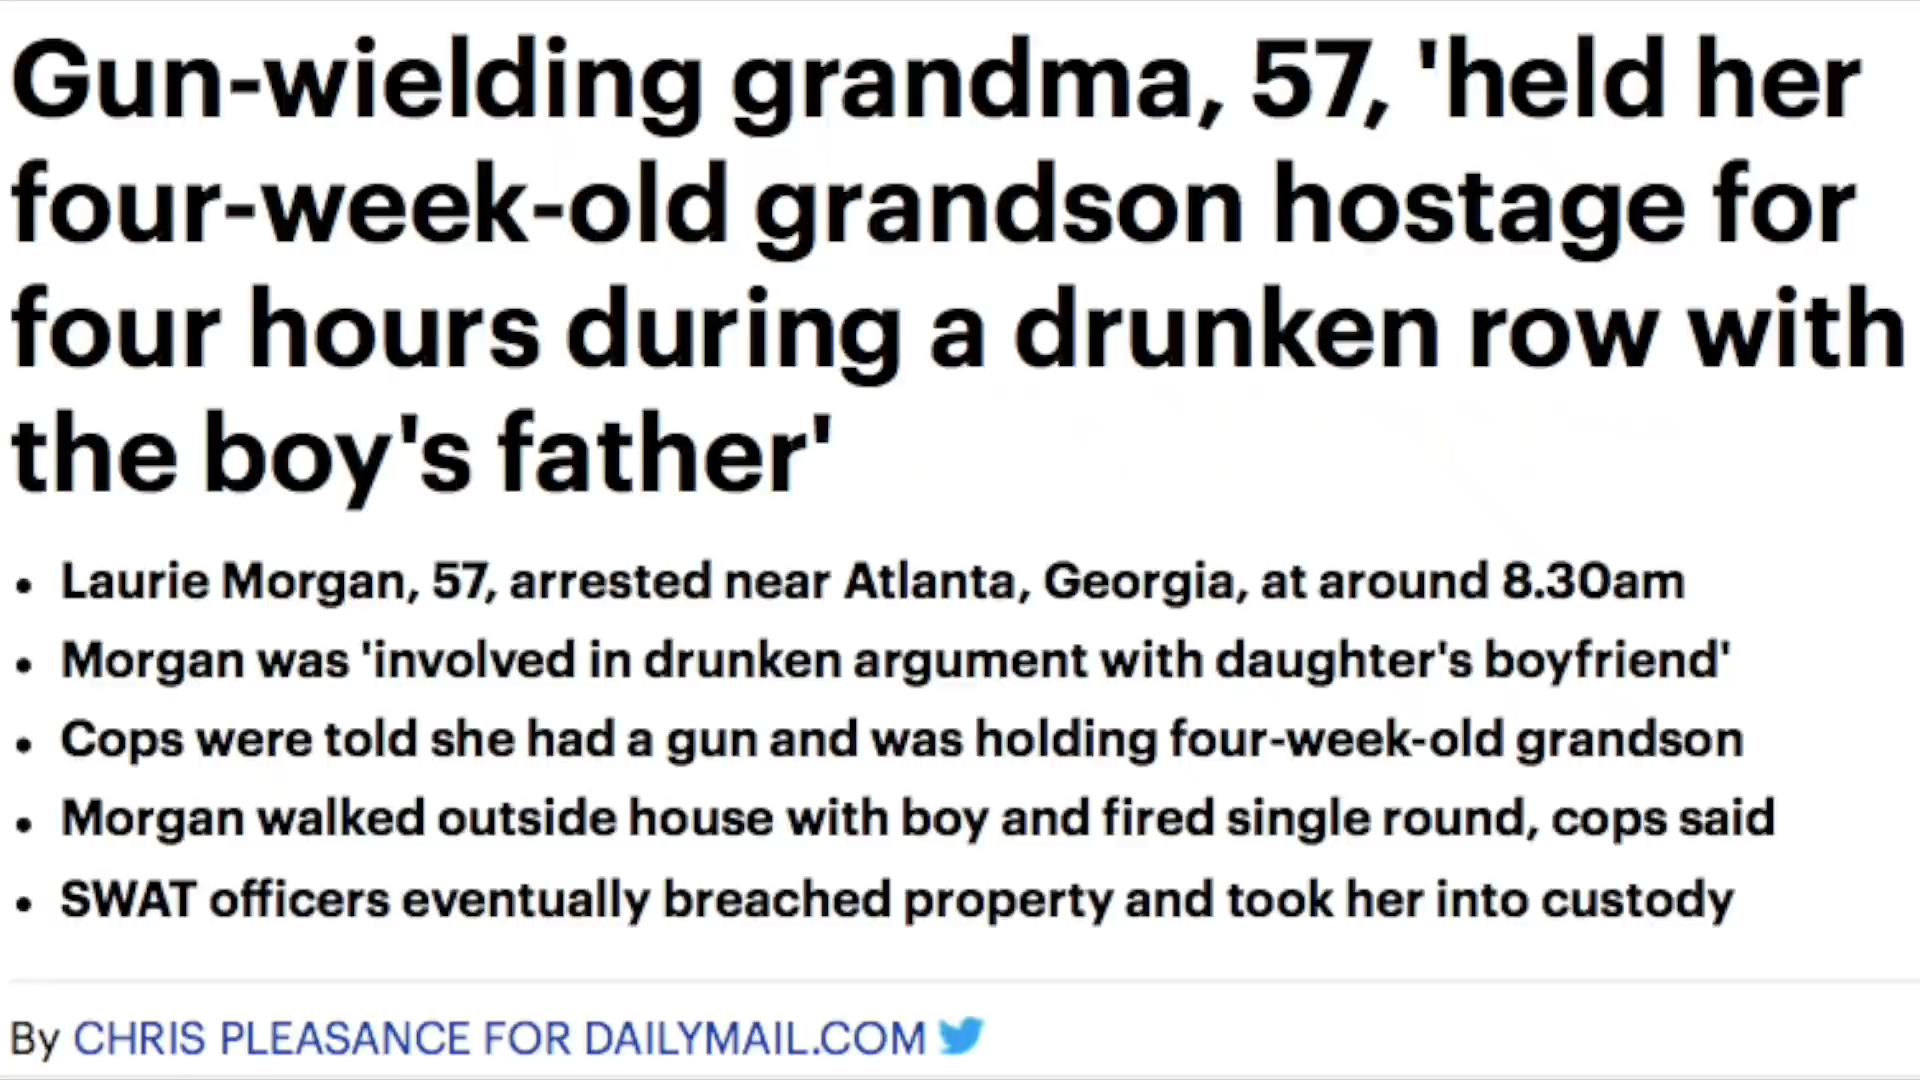 Gun-wielding grandma, 57, 'held her
four-week-old grandson hostage for
four hours during a drunken row with
the boy's father'
• Laurie Morgan, 57, arrested near Atlanta, Georgia, at around 8.30am
• Morgan was 'involved in drunken argument with daughter's boyfriend'
• Cops were told she had a gun and was holding four-week-old grandson
• Morgan walked outside house with boy and fired single round, cops said
• SWAT officers eventually breached property and took her into custody
By CHRIS PLEASANCE FOR DAILYMAIL.COM